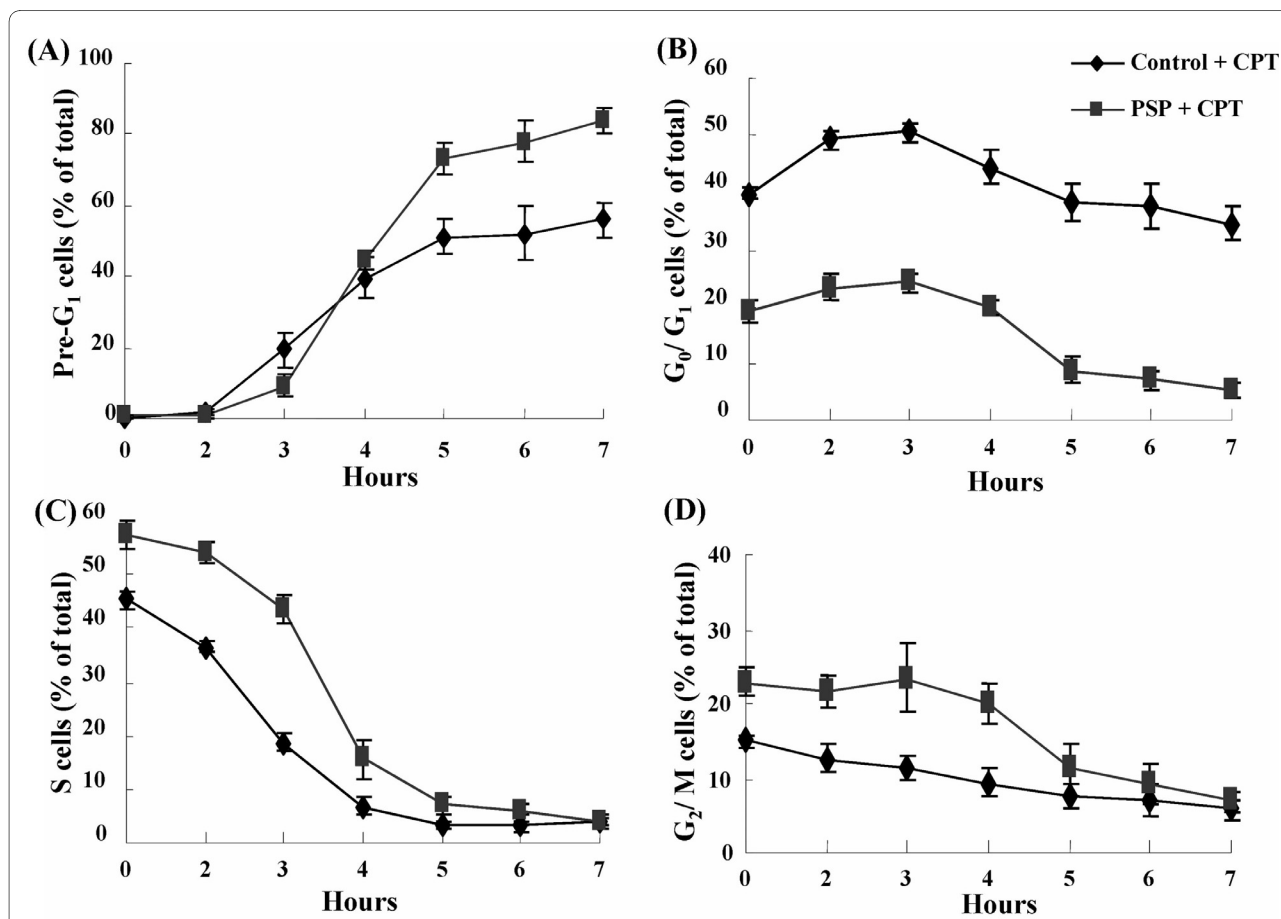 (A)
Pre-G₁ cells (% of total)
100
80
60
40
20
0
0 2 3 4 5 6 7
Hours
(B)
Control + CPT
PSP + CPT
G₀/ G₁ cells (% of total)
60
50
40
30
20
10
0
0 2 3 4 5 6 7
Hours
(C)
S cells (% of total)
60
50
40
30
20
10
0
0 2 3 4 5 6 7
Hours
(D)
G₂/ M cells (% of total)
40
30
20
10
0
0 2 3 4 5 6 7
Hours